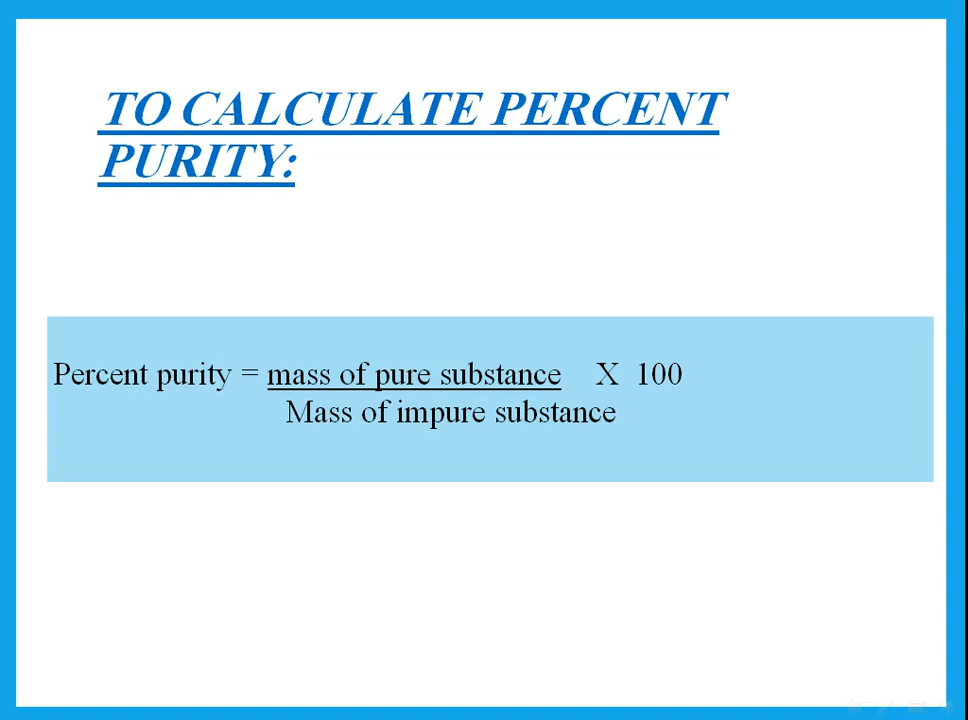 TO CALCULATE PERCENT
PURITY:
Percent purity = mass of pure substance X 100
Mass of impure substance